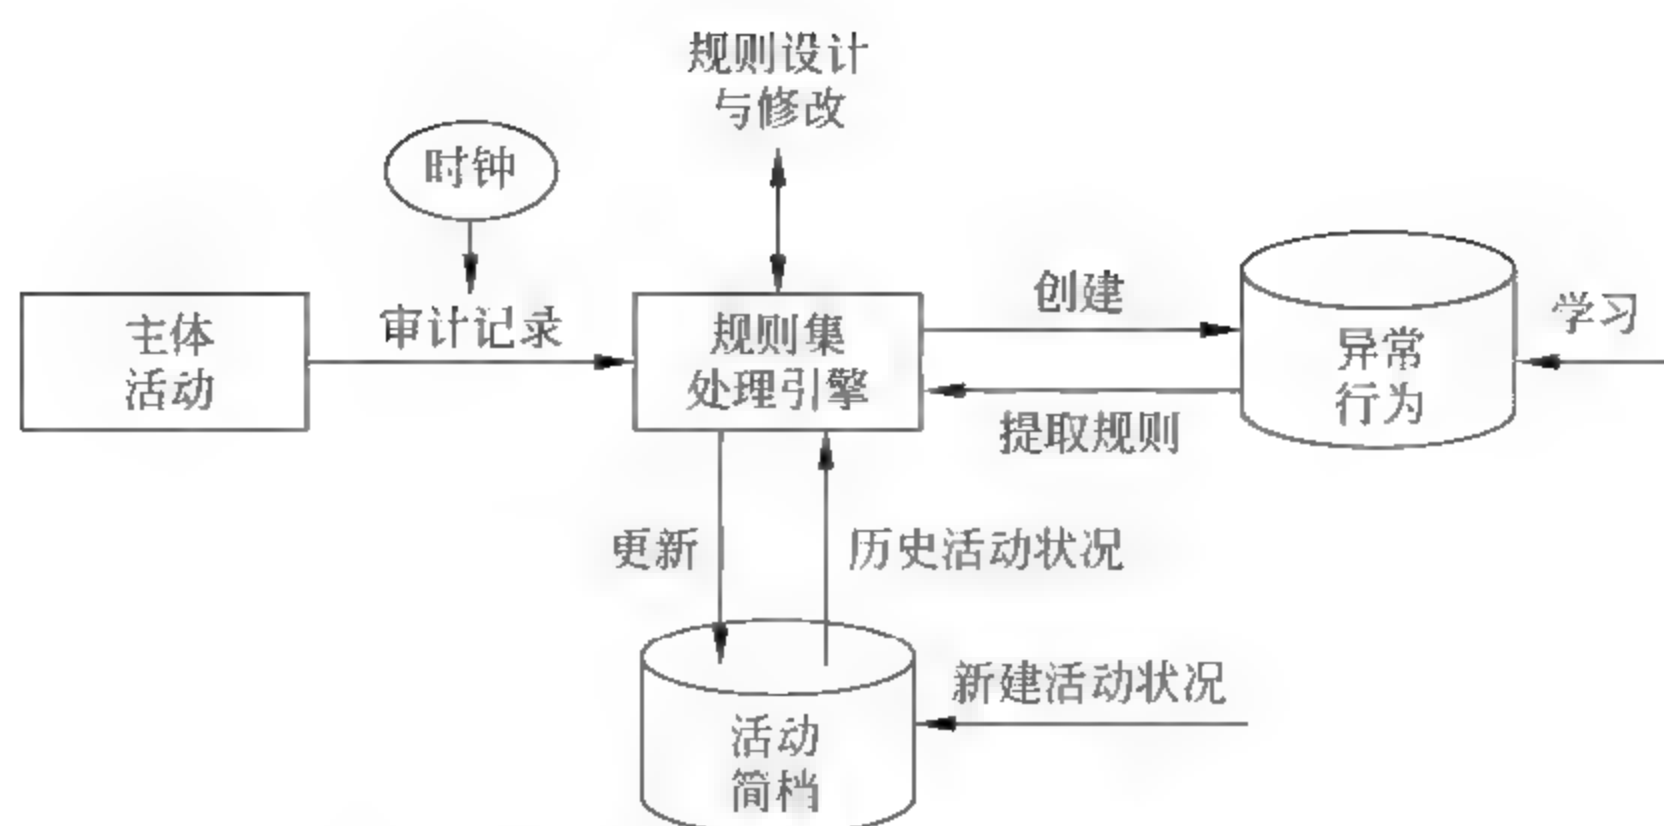 规则设计
与修改
时钟
审计记录
主体
活动
规则集
处理引擎
创建
提取规则
异常
行为
学习
更新
历史活动状况
新建活动状况
活动
简档